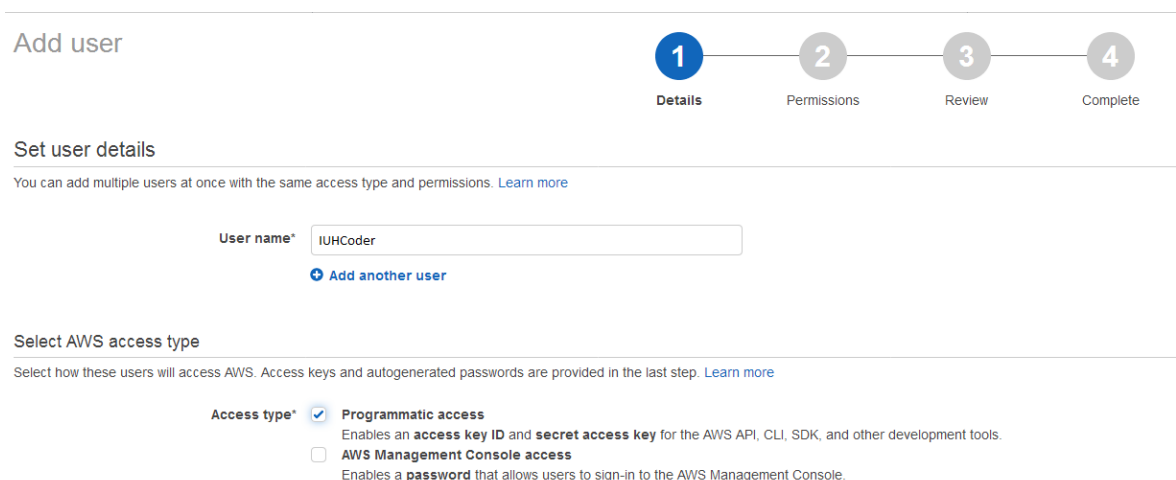 Add user
1
2
3
4
Details
Permissions
Review
Complete
Set user details
You can add multiple users at once with the same access type and permissions. Learn more
User name* IUHCoder
Add another user
Select AWS access type
Select how these users will access AWS. Access keys and autogenerated passwords are provided in the last step. Learn more
Access type* Programmatic access
Enables an access key ID and secret access key for the AWS API, CLI, SDK, and other development tools.
AWS Management Console access
Enables a password that allows users to sign-in to the AWS Management Console.